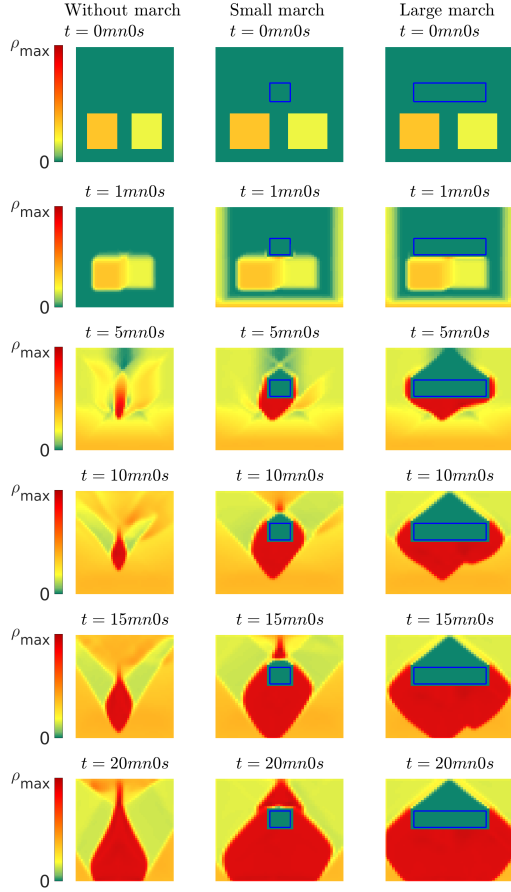 Without march Small march Large march
t = 0mn0s t = 0mn0s t = 0mn0s
ρmax
0
t = 1mn0s t = 1mn0s t = 1mn0s
ρmax
0
t = 5mn0s t = 5mn0s t = 5mn0s
ρmax
0
t = 10mn0s t = 10mn0s t = 10mn0s
ρmax
0
t = 15mn0s t = 15mn0s t = 15mn0s
ρmax
0
t = 20mn0s t = 20mn0s t = 20mn0s
ρmax
0